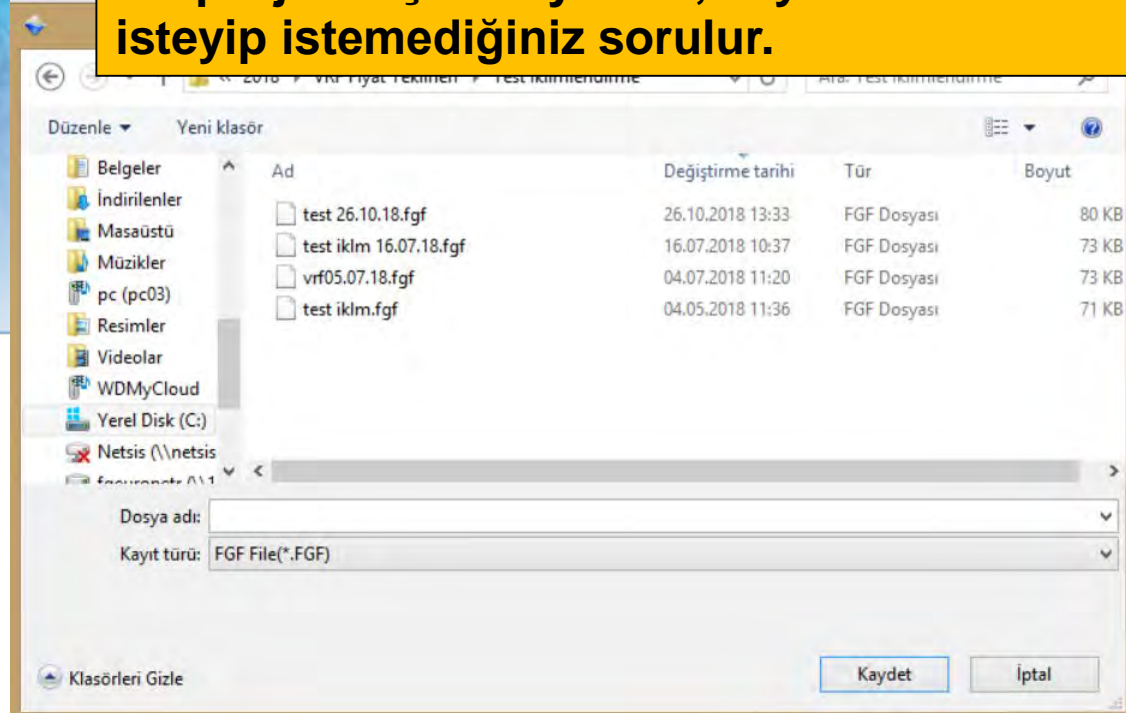 isteyip istemediğiniz sorulur.
Düzenle Yeni klasör
Ad Değiştirme tarihi Tür Boyut
Belgeler
İndirilenler
Masaüstü
Müzikler
pc (pc03)
Resimler
Videolar
WDMyCloud
Yerel Disk (C:)
Netsis (\\netsis
test 26.10.18.fgf 26.10.2018 13:33 FGF Dosyası 80 KB
test iklm 16.07.18.fgf 16.07.2018 10:37 FGF Dosyası 73 KB
vrf05.07.18.fgf 04.07.2018 11:20 FGF Dosyası 73 KB
test iklm.fgf 04.05.2018 11:36 FGF Dosyası 71 KB
Dosya adı:
Kayıt türü: FGF File(*.FGF)
Klasörleri Gizle Kaydet İptal